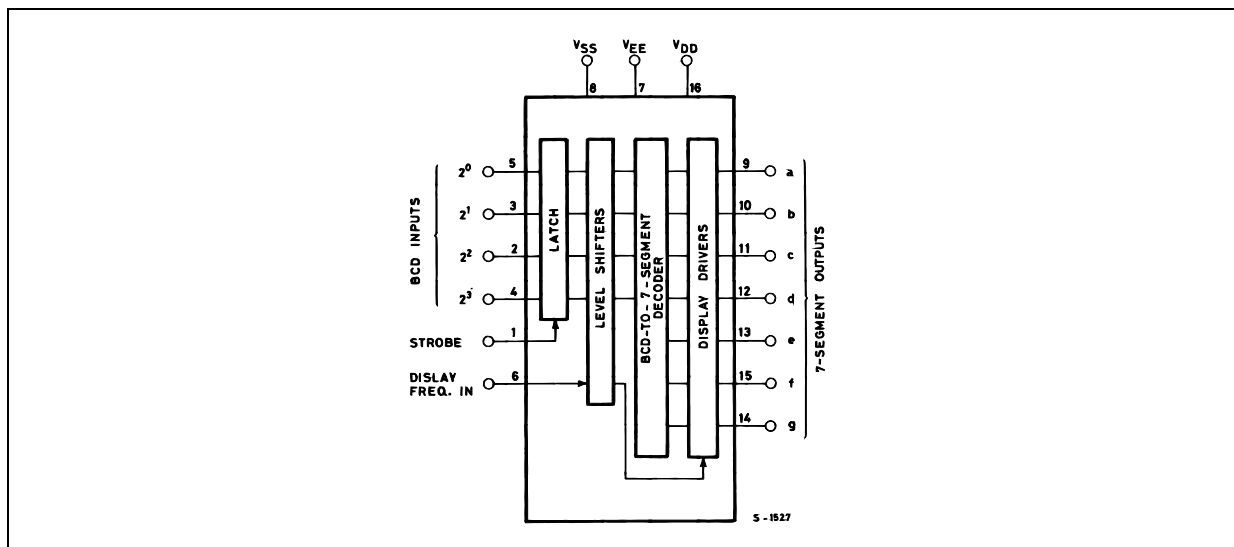 VSS VEE VDD
8 7 16
BCD INPUTS
2⁰ 5
2¹ 3
2² 2
2³ 4
STROBE 1
DISLAY
FREQ. IN 6
LATCH
LEVEL SHIFTERS
BCD-TO-7-SEGMENT
DECODER
DISPLAY DRIVERS
9 a
10 b
11 c
12 d
13 e
15 f
14 g
7-SEGMENT OUTPUTS
S-1527